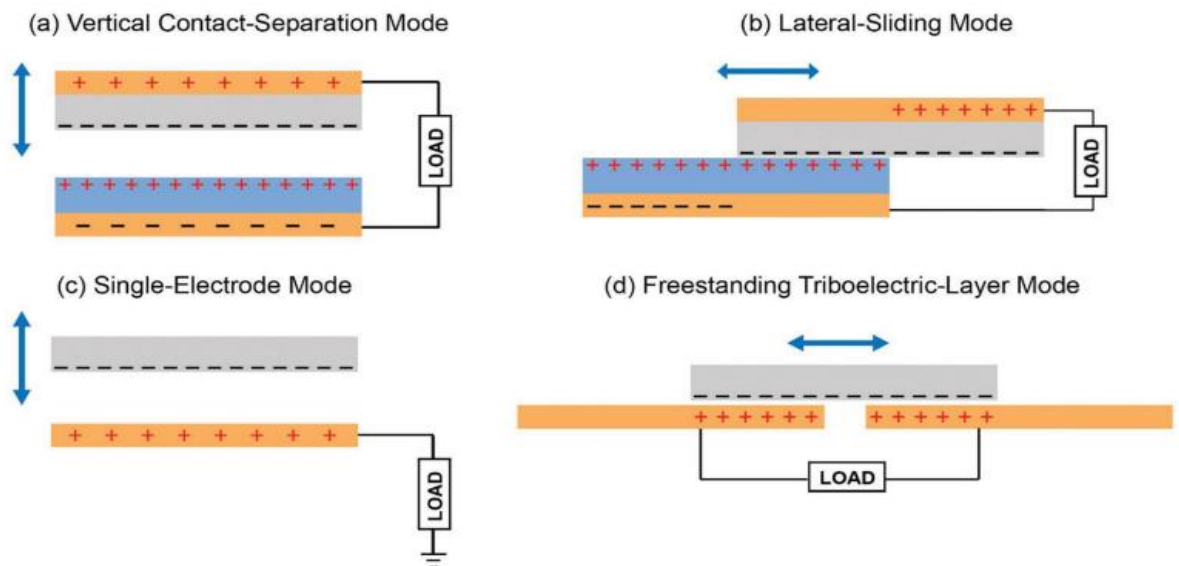 (a) Vertical Contact-Separation Mode
LOAD
(b) Lateral-Sliding Mode
LOAD
(c) Single-Electrode Mode
LOAD
(d) Freestanding Triboelectric-Layer Mode
LOAD